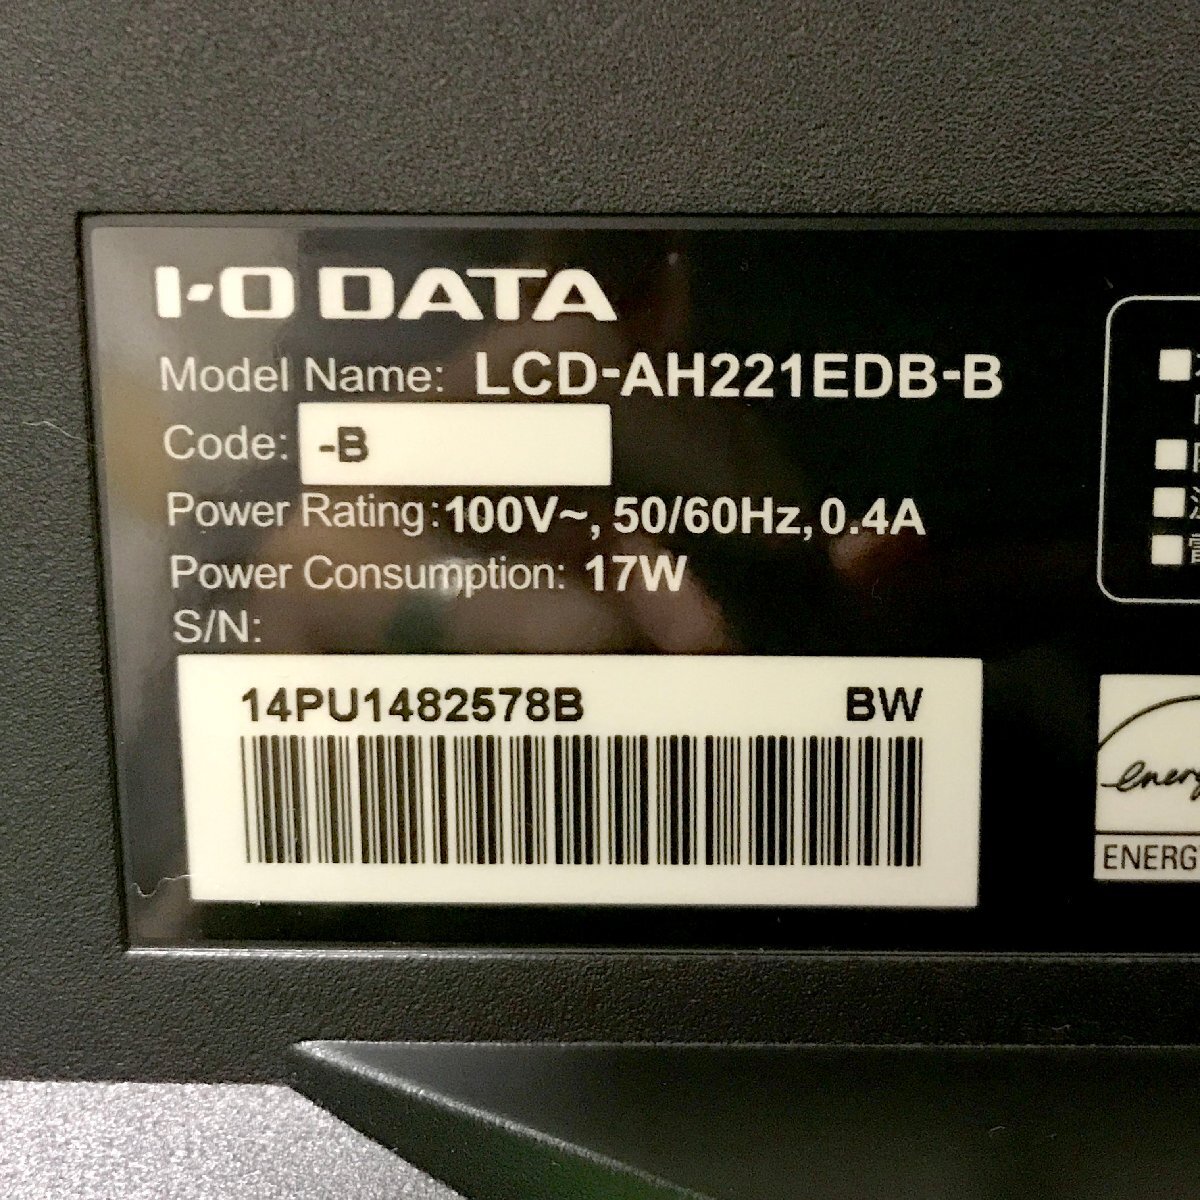 I-O DATA
Model Name: LCD-AH221EDB-B
Code: -B
Power Rating: 100V~, 50/60Hz, 0.4A
Power Consumption: 17W
S/N:
14PU1482578B BW
energy
ENERG